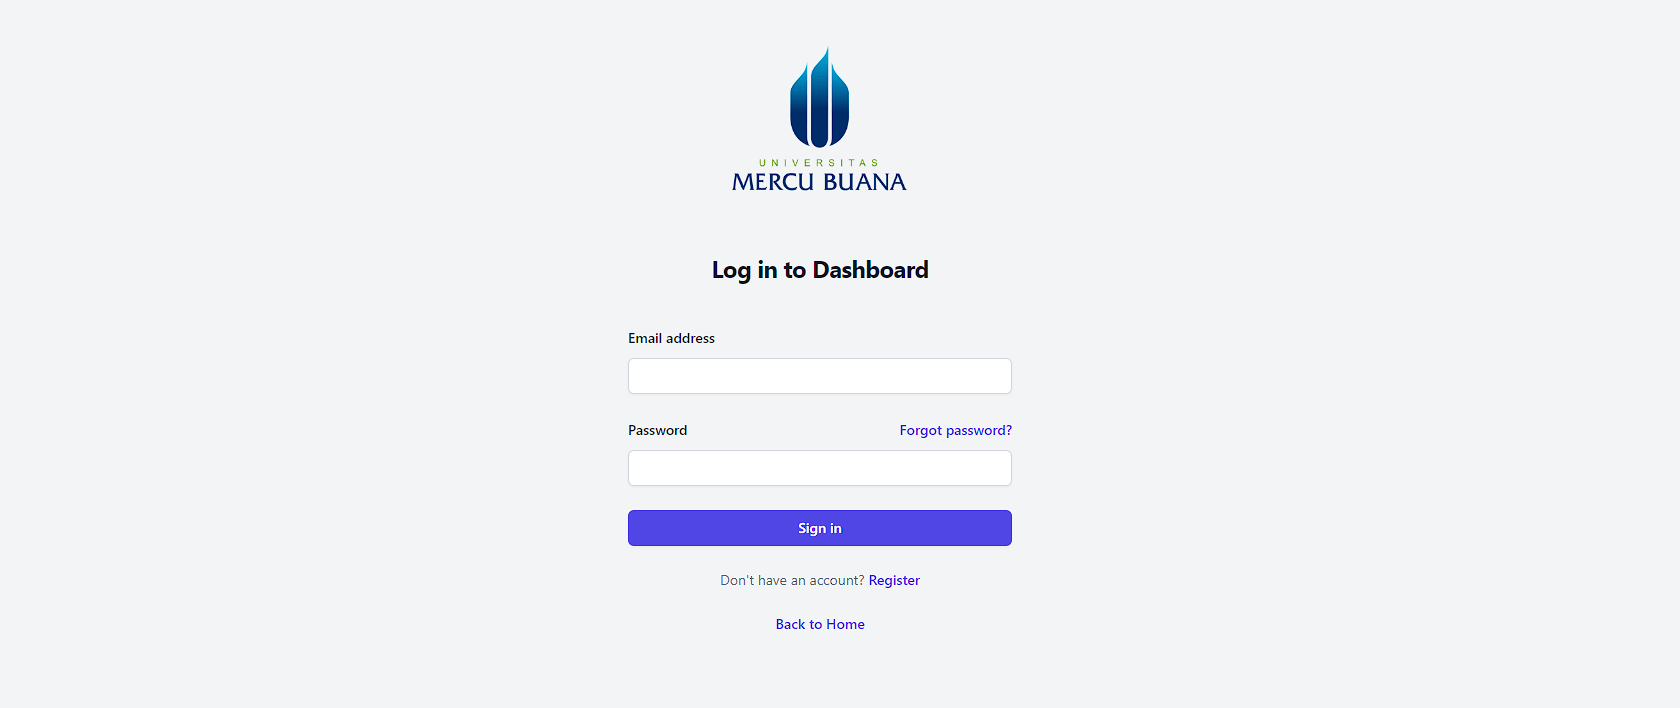 UNIVERSITAS
MERCU BUANA
Log in to Dashboard
Email address
Password Forgot password?
Sign in
Don't have an account? Register
Back to Home